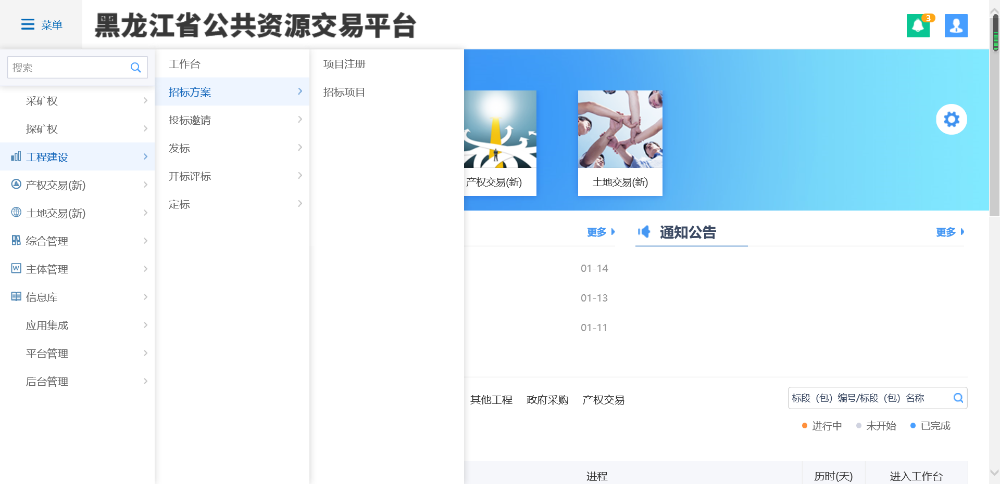 菜单
黑龙江省公共资源交易平台
3
搜索
采矿权
探矿权
工程建设
产权交易(新)
土地交易(新)
综合管理
主体管理
信息库
应用集成
平台管理
后台管理
工作台
招标方案
投标邀请
发标
开标评标
定标
项目注册
招标项目
产权交易(新)
土地交易(新)
更多
通知公告
更多
01-14
01-13
01-11
其他工程
政府采购
产权交易
标段（包）编号/标段（包）名称
进行中
未开始
已完成
进程
历时(天)
进入工作台